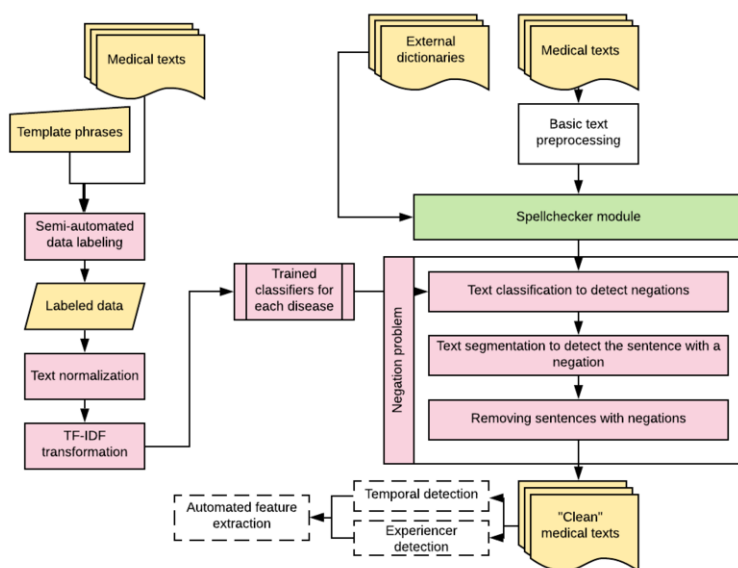 Medical texts
Template phrases
Semi-automated
data labeling
Labeled data
Text normalization
TF-IDF
transformation
Trained
classifiers for
each disease
External
dictionaries
Medical texts
Basic text
preprocessing
Spellchecker module
Negation problem
Text classification to detect negations
Text segmentation to detect the sentence with a
negation
Removing sentences with negations
"Clean"
medical texts
Temporal detection
Experiencer
detection
Automated feature
extraction